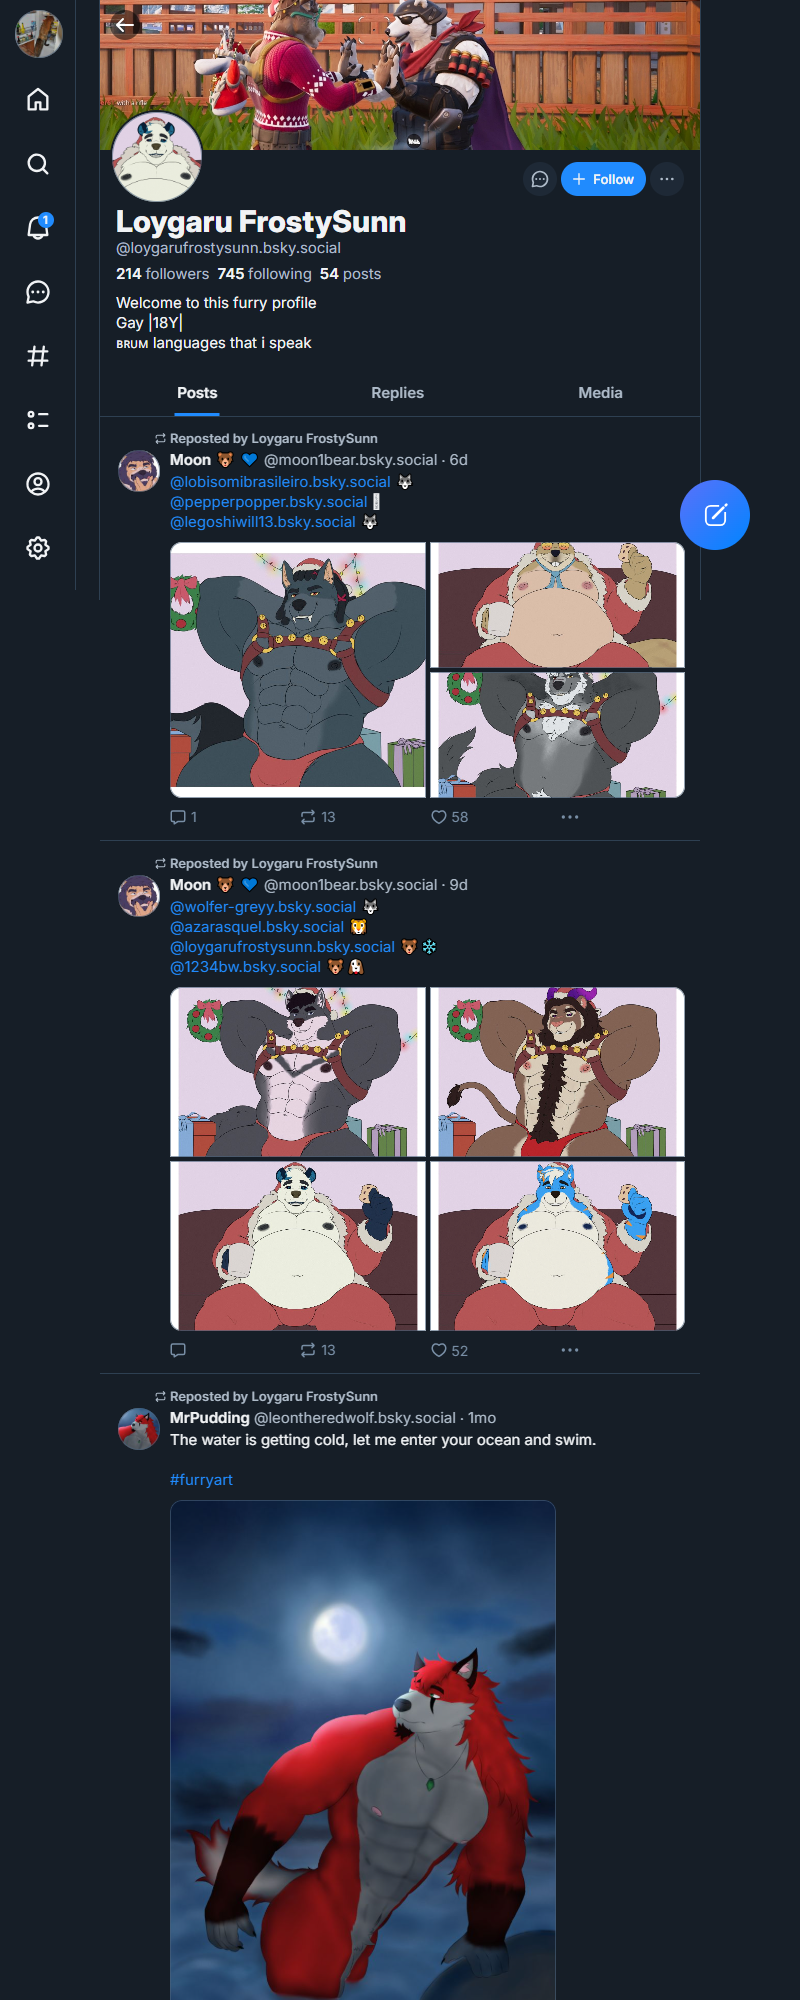 1
Follow
Loygaru FrostySunn
@loygarufrostysunn.bsky.social
214 followers 745 following 54 posts
Welcome to this furry profile
Gay |18Y|
ʙʀᴜᴍ languages that i speak
Posts Replies Media
Reposted by Loygaru FrostySunn
Moon 🐻 💙 @moon1bear.bsky.social · 6d
@lobisomibrasileiro.bsky.social 🐺
@pepperpopper.bsky.social
@legoshiwill13.bsky.social 🐺
1 13 58
Reposted by Loygaru FrostySunn
Moon 🐻 💙 @moon1bear.bsky.social · 9d
@wolfer-greyy.bsky.social 🐺
@azarasquel.bsky.social 🐯
@loygarufrostysunn.bsky.social 🐻❄️
@1234bw.bsky.social 🐻🐶
13 52
Reposted by Loygaru FrostySunn
MrPudding @leontheredwolf.bsky.social · 1mo
The water is getting cold, let me enter your ocean and swim.
#furryart